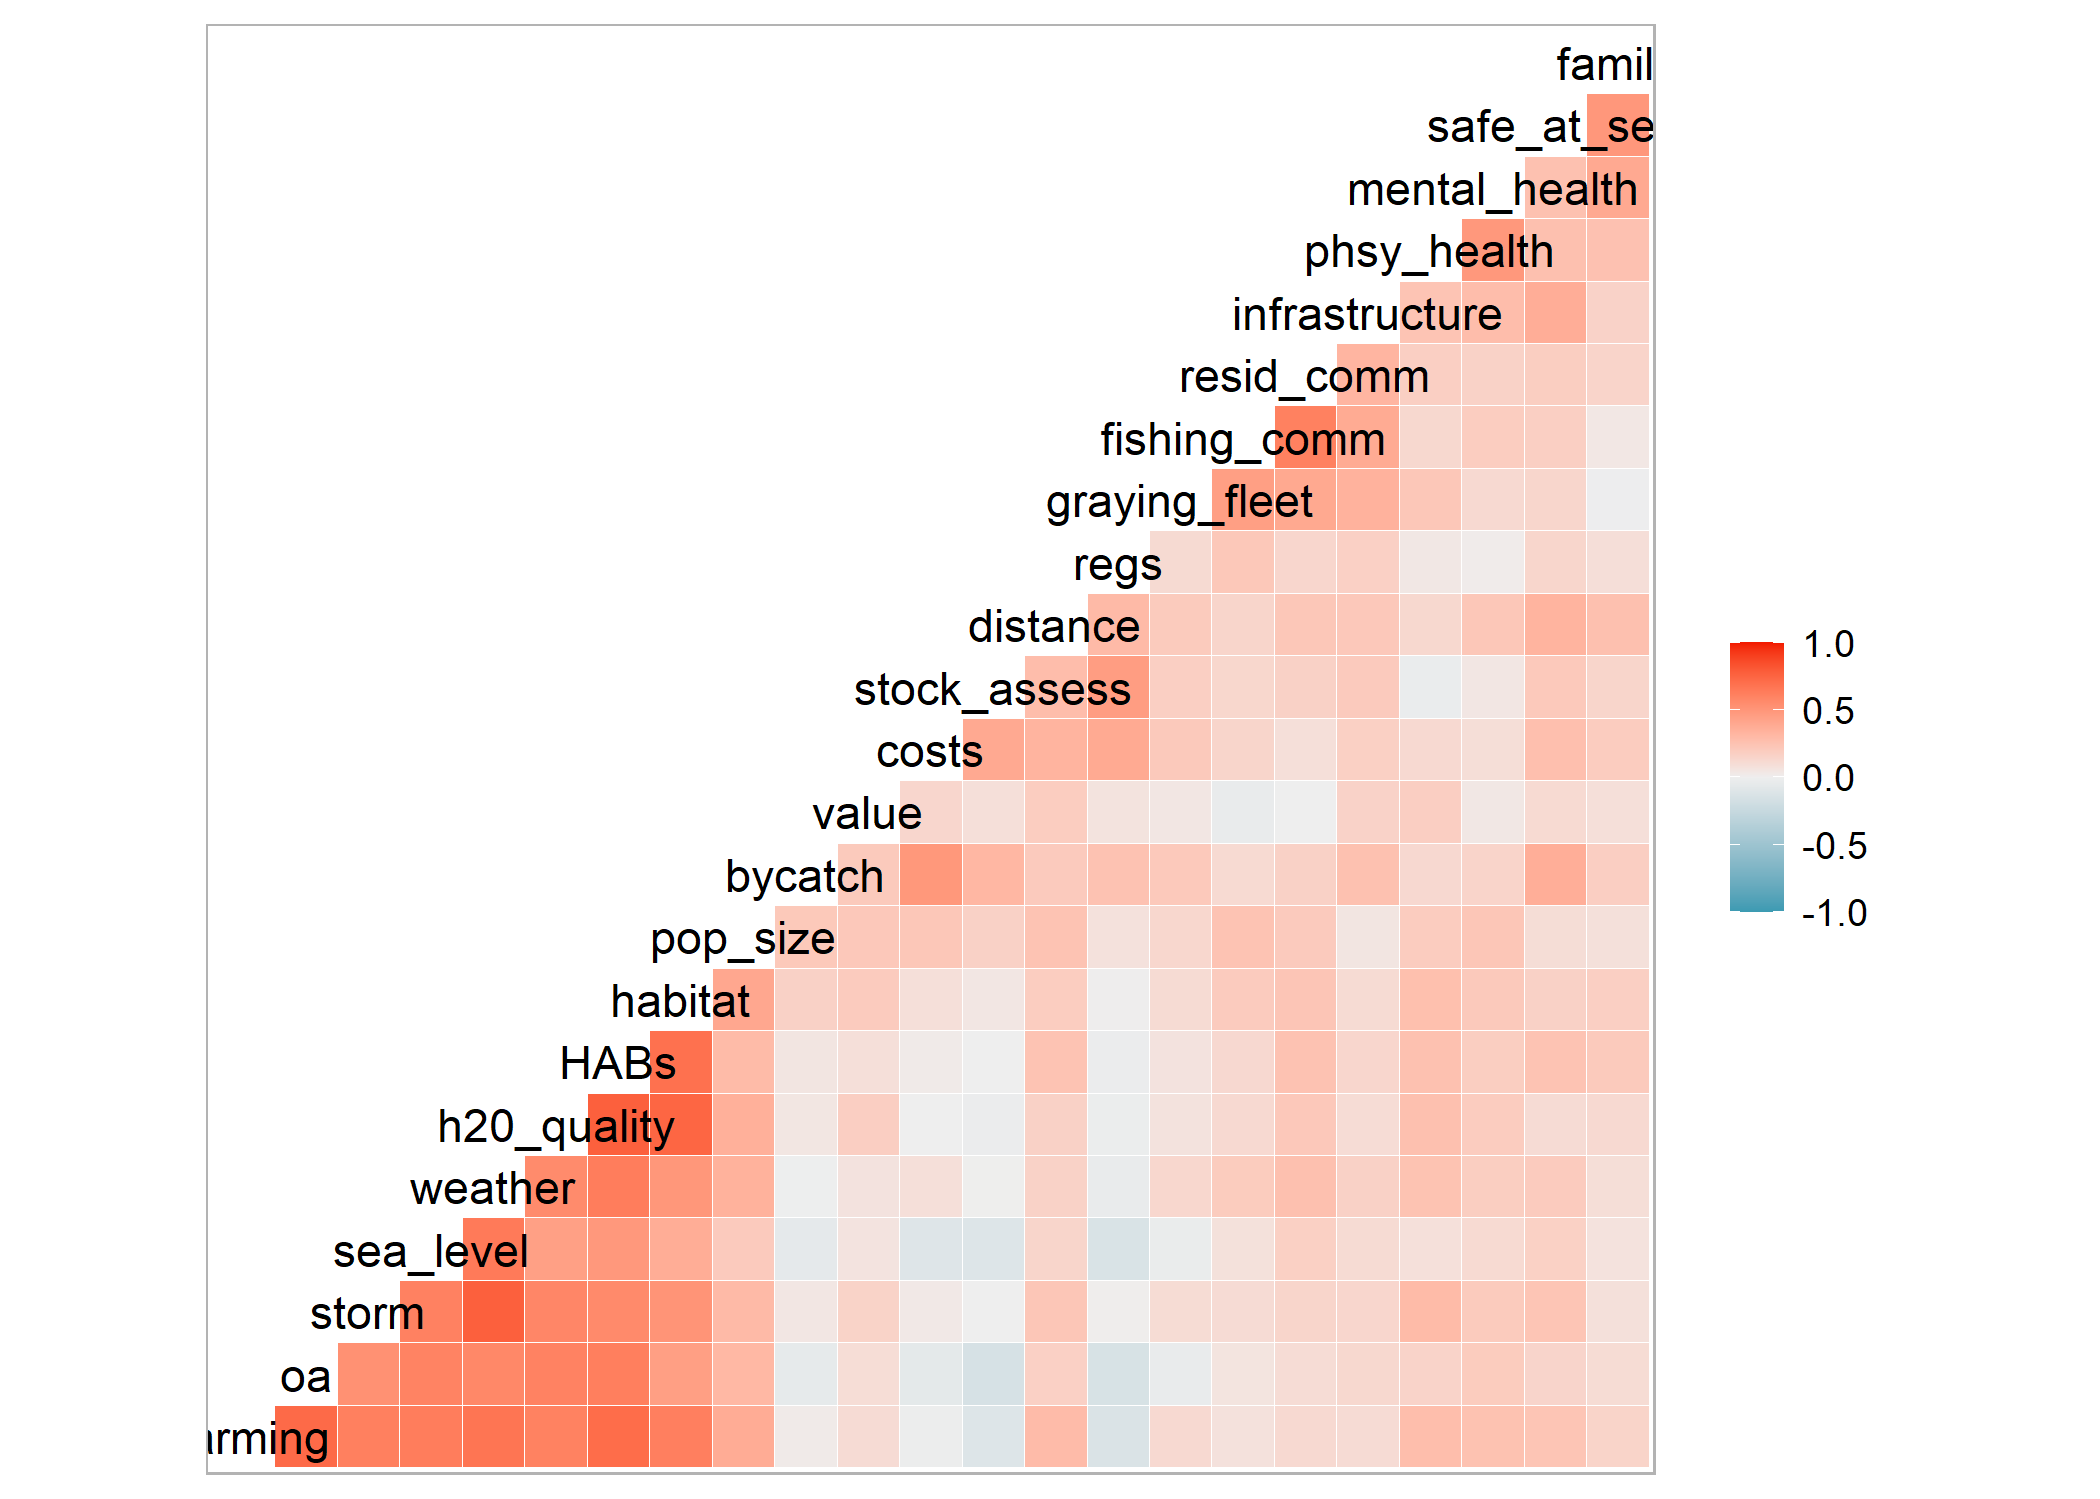 famil
safe_at_se
mental_health
phsy_health
infrastructure
resid_comm
fishing_comm
graying_fleet
regs
distance
stock_assess
costs
value
bycatch
pop_size
habitat
HABs
h20_quality
weather
sea_level
storm
oa
arming
1.0
0.5
0.0
-0.5
-1.0